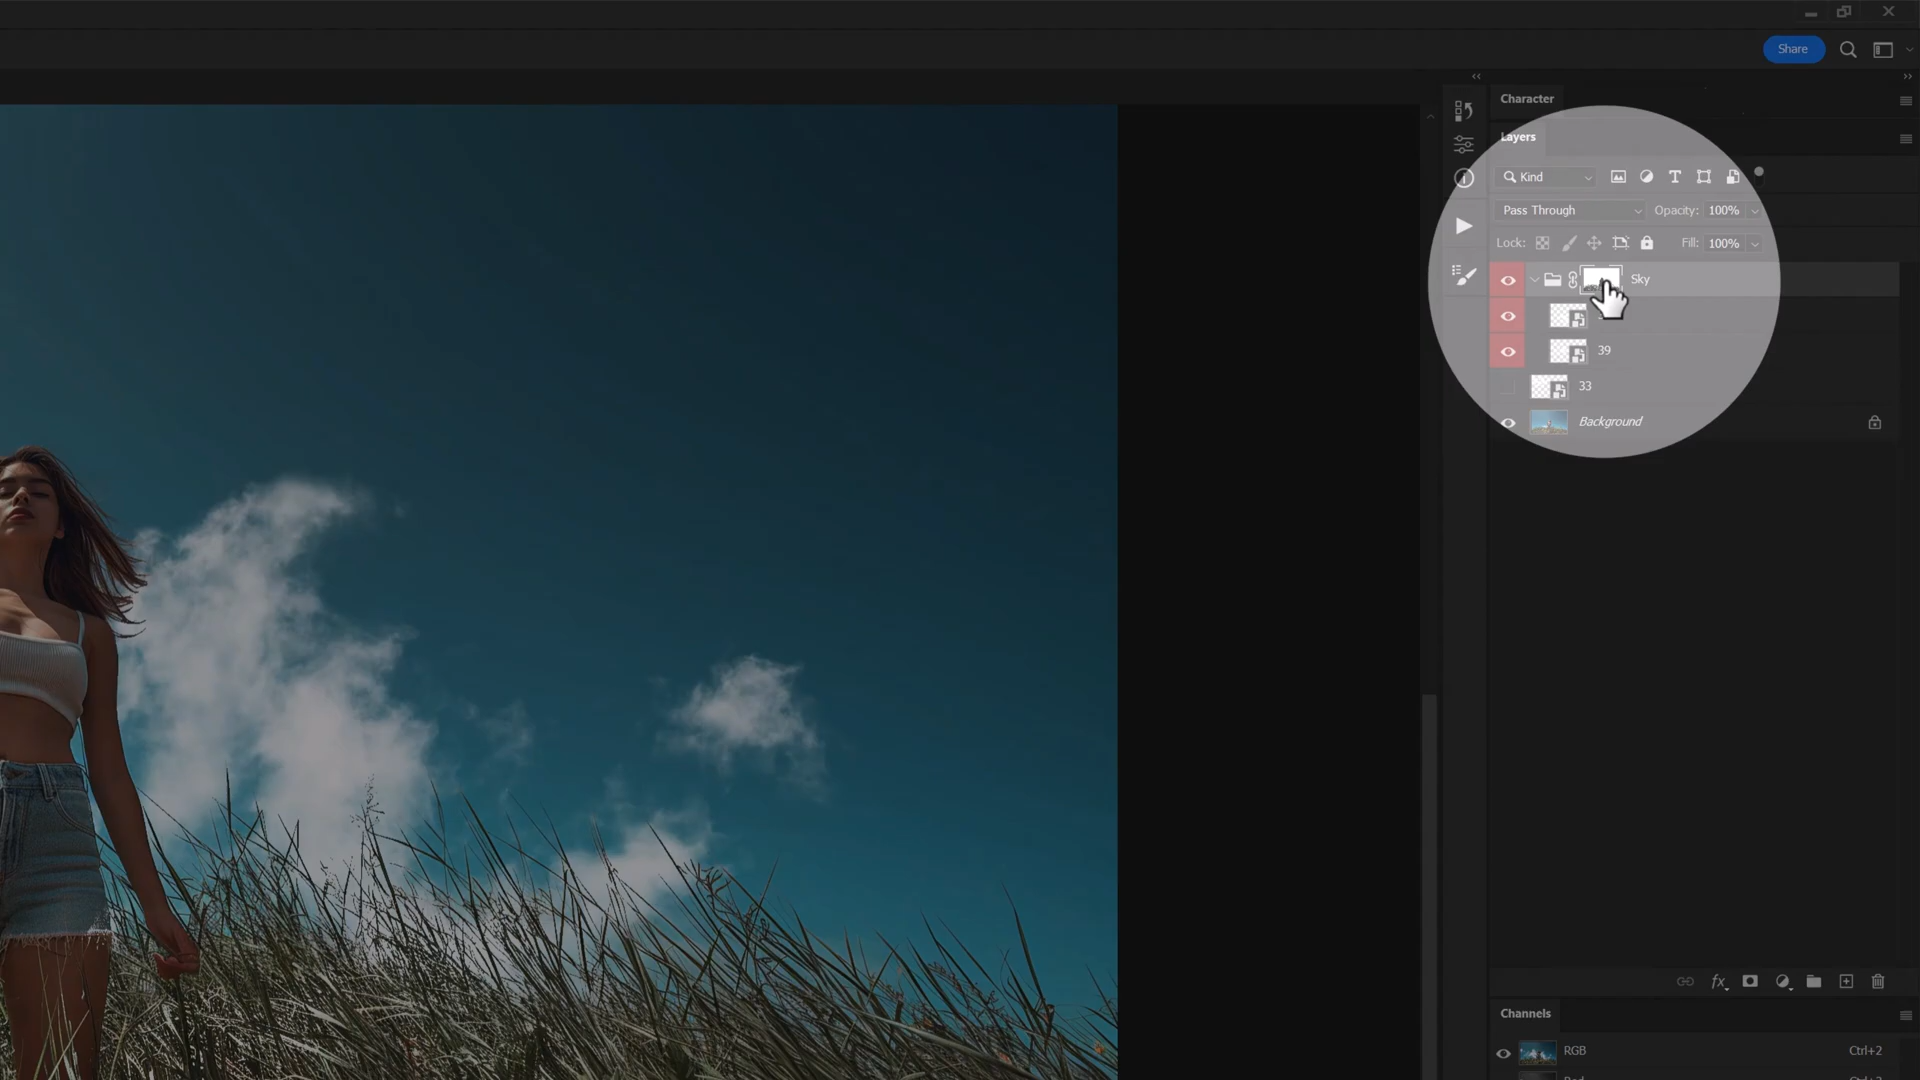 Share
Character
Layers
Kind
Pass Through Opacity: 100%
Lock: Fill: 100%
Sky
39
33
Background
fx
Channels
RGB Ctrl+2